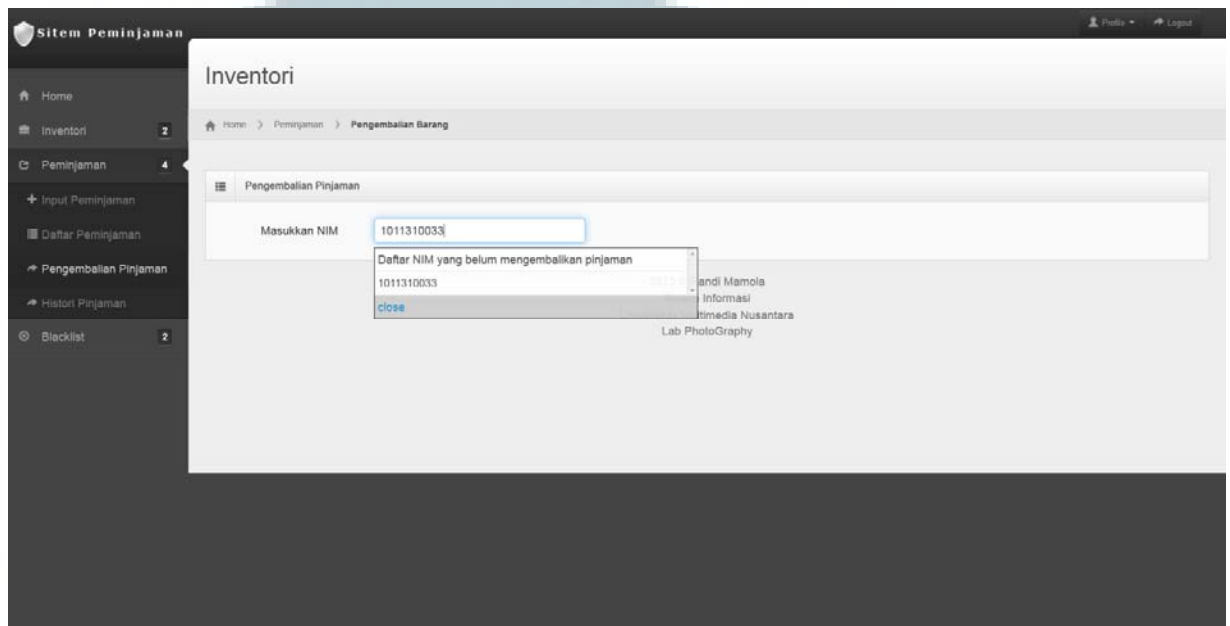 Sitem Peminjaman
Profile Logout
Inventori
Home
Inventori 2
Home > Peminjaman > Pengembalian Barang
Peminjaman 4
Pengembalian Pinjaman
Input Peminjaman
Masukkan NIM 1011310033
Daftar Peminjaman
Daftar NIM yang belum mengembalikan pinjaman
Pengembalian Pinjaman
1011310033
andi Mamola
Histori Pinjaman
Informasi
close
timedia Nusantara
Blacklist 2
Lab PhotoGraphy